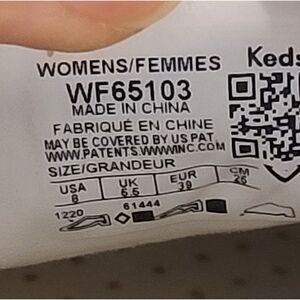 WOMENS/FEMMES Keds
WF65103
MADE IN CHINA
FABRIQUÉ EN CHINE
MAY BE COVERED BY US PAT.
WWW.PATENTS.WWWINC.COM
SIZE/GRANDEUR
USA UK EUR CM
8 6.5 39 25
1220 61444